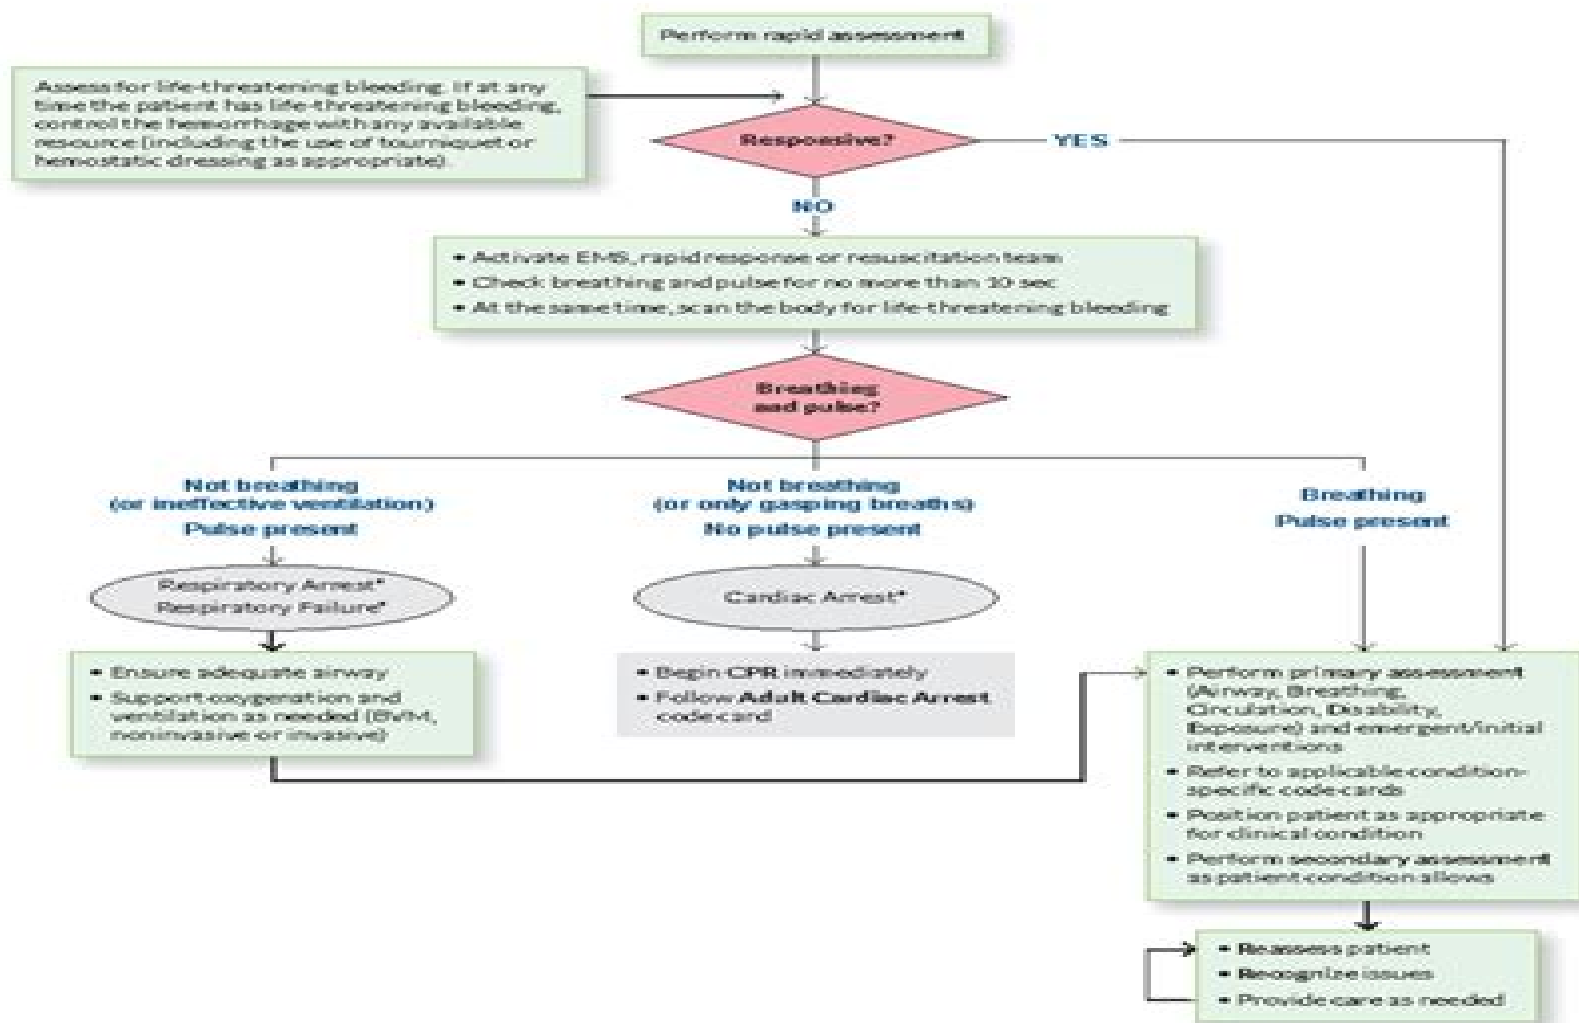 Perform rapid assessment
Assess for life-threatening bleeding. If at any
time the patient has life-threatening bleeding,
control the hemorrhage with any available
resource (including the use of tourniquet or
hemostatic dressing as appropriate).
Responsive?
YES
NO
• Activate EMS, rapid response or resuscitation team
• Check breathing and pulse for no more than 10 sec
• At the same time, scan the body for life-threatening bleeding
Breathing
and pulse?
Not breathing
(or ineffective ventilation)
Pulse present
Not breathing
(or only gasping breaths)
No pulse present
Breathing
Pulse present
Respiratory Arrest*
Respiratory Failure*
Cardiac Arrest*
• Ensure adequate airway
• Support oxygenation and
ventilation as needed (BVM,
noninvasive or invasive)
• Begin CPR immediately
• Follow Adult Cardiac Arrest
code card
• Perform primary assessment
(Airway, Breathing,
Circulation, Disability,
Exposure) and emergent/initial
interventions
• Refer to applicable condition-
specific code cards
• Position patient as appropriate
for clinical condition
• Perform secondary assessment
as patient condition allows
• Reassess patient
• Recognize issues
• Provide care as needed